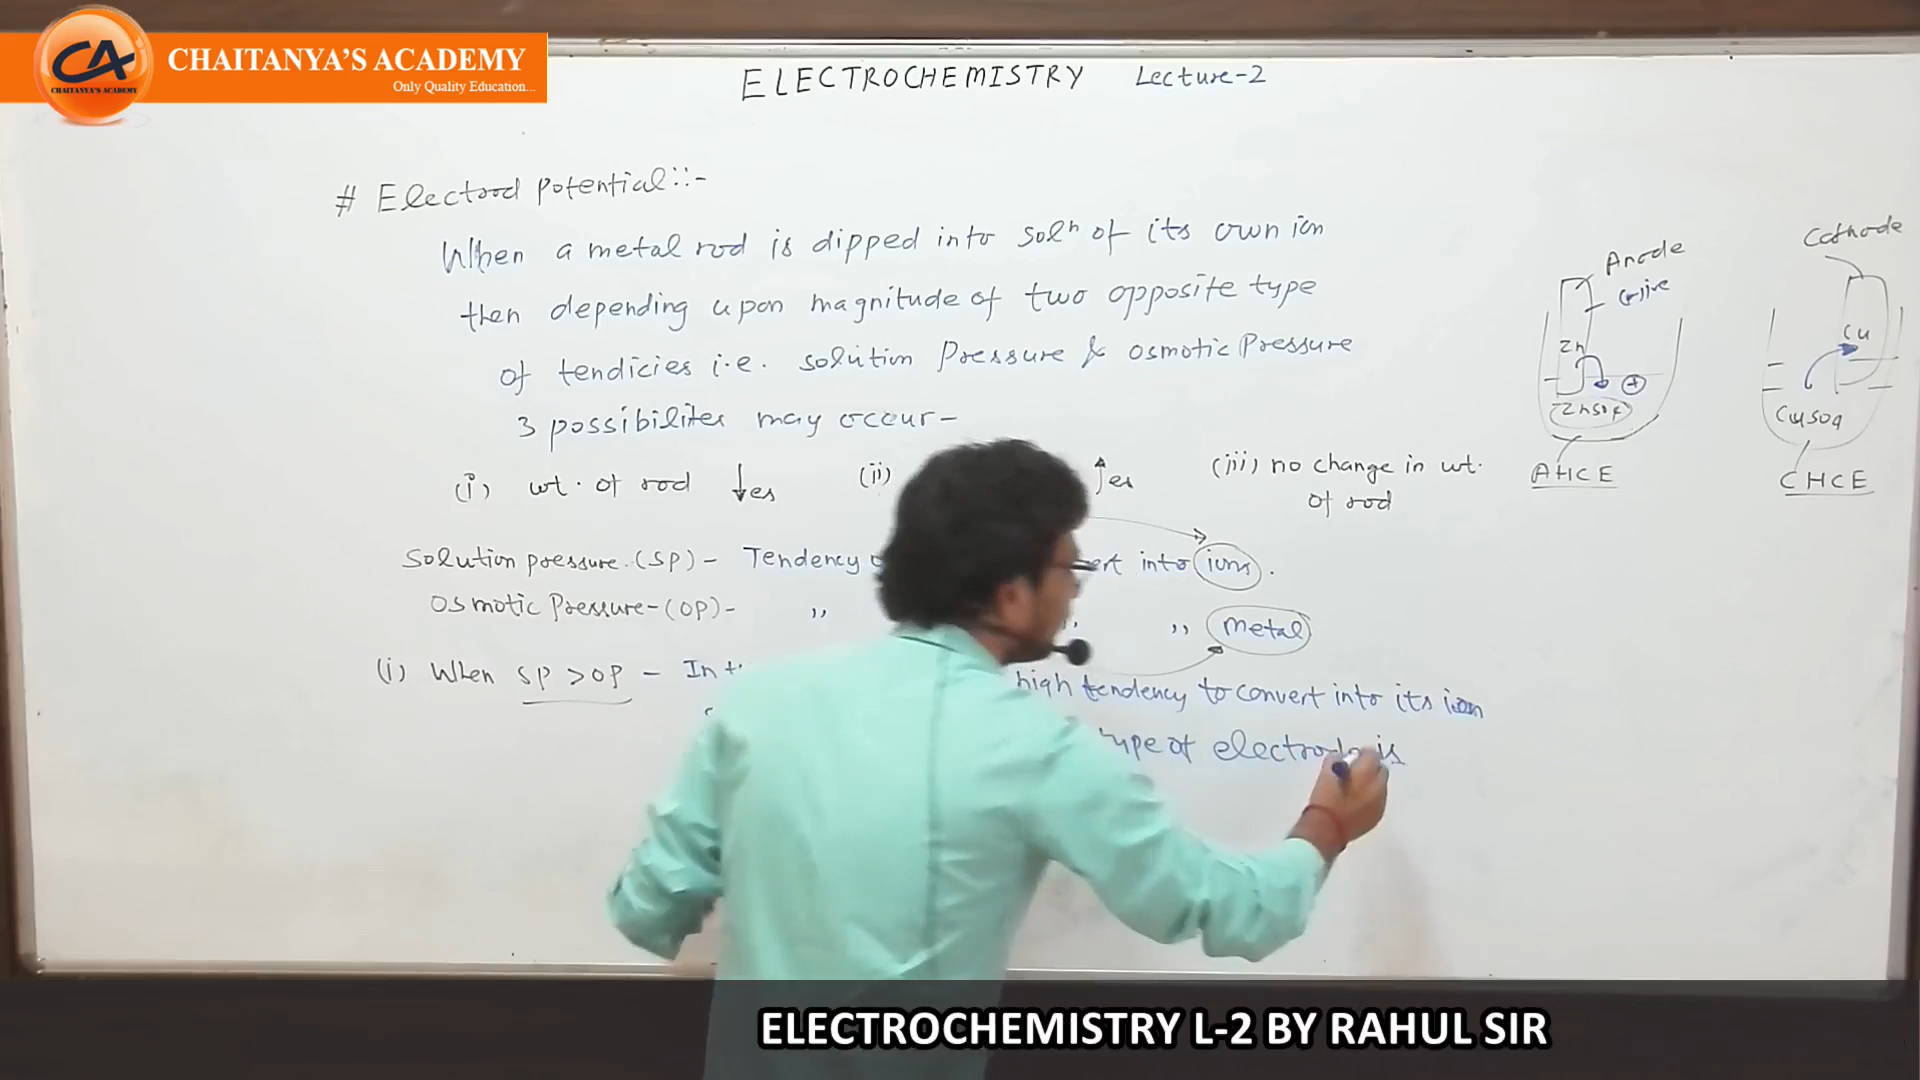 CA
CHAITANYA'S ACADEMY
CHAITANYA'S ACADEMY
Only Quality Education...
ELECTROCHEMISTRY Lecture-2
# Electrod potential::-
When a metal rod is dipped into solⁿ of its own ion
then depending upon magnitude of two opposite type
of tendicies i.e. solution Pressure & osmotic Pressure
3 possibilites may occur-
(i) wt. of rod ↓es (ii) ↑es (iii) no change in wt.
of rod
Solution pressure.(SP)- Tendency into ions.
Osmotic Pressure-(OP)- ,, ,, metal
(i) When SP>OP - In high tendency to convert into its ion
type of electrode is
Anode
Zn
ZnSO4
AHCE
Cathode
Cu
CuSO4
CHCE
ELECTROCHEMISTRY L-2 BY RAHUL SIR